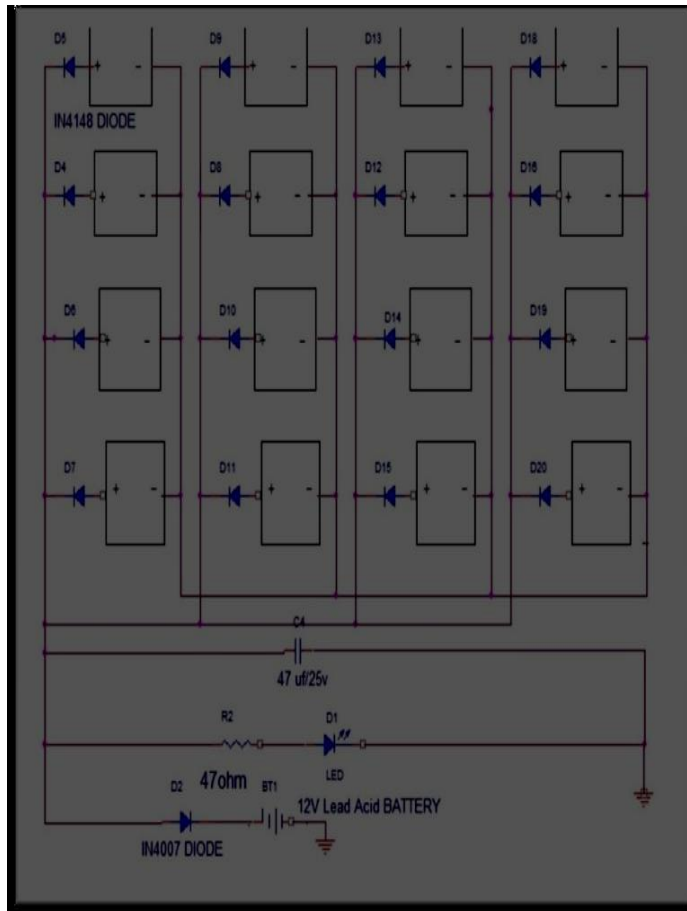 D5 D9 D13 D18
+ - + - + - + -
IN4148 DIODE
D4 D8 D12 D16
+ - + - + - + -
D6 D10 D14 D19
+ - + - + - + -
D7 D11 D15 D20
+ - + - + - + -
C4
47 uf/25v
R2 D1
47ohm LED
D2 BT1 12V Lead Acid BATTERY
IN4007 DIODE